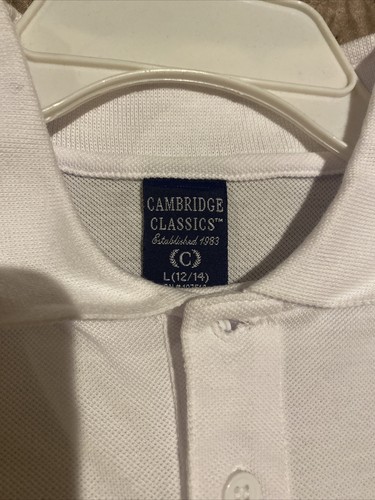 CAMBRIDGE
CLASSICS™
Established 1983
C
L (12/14)